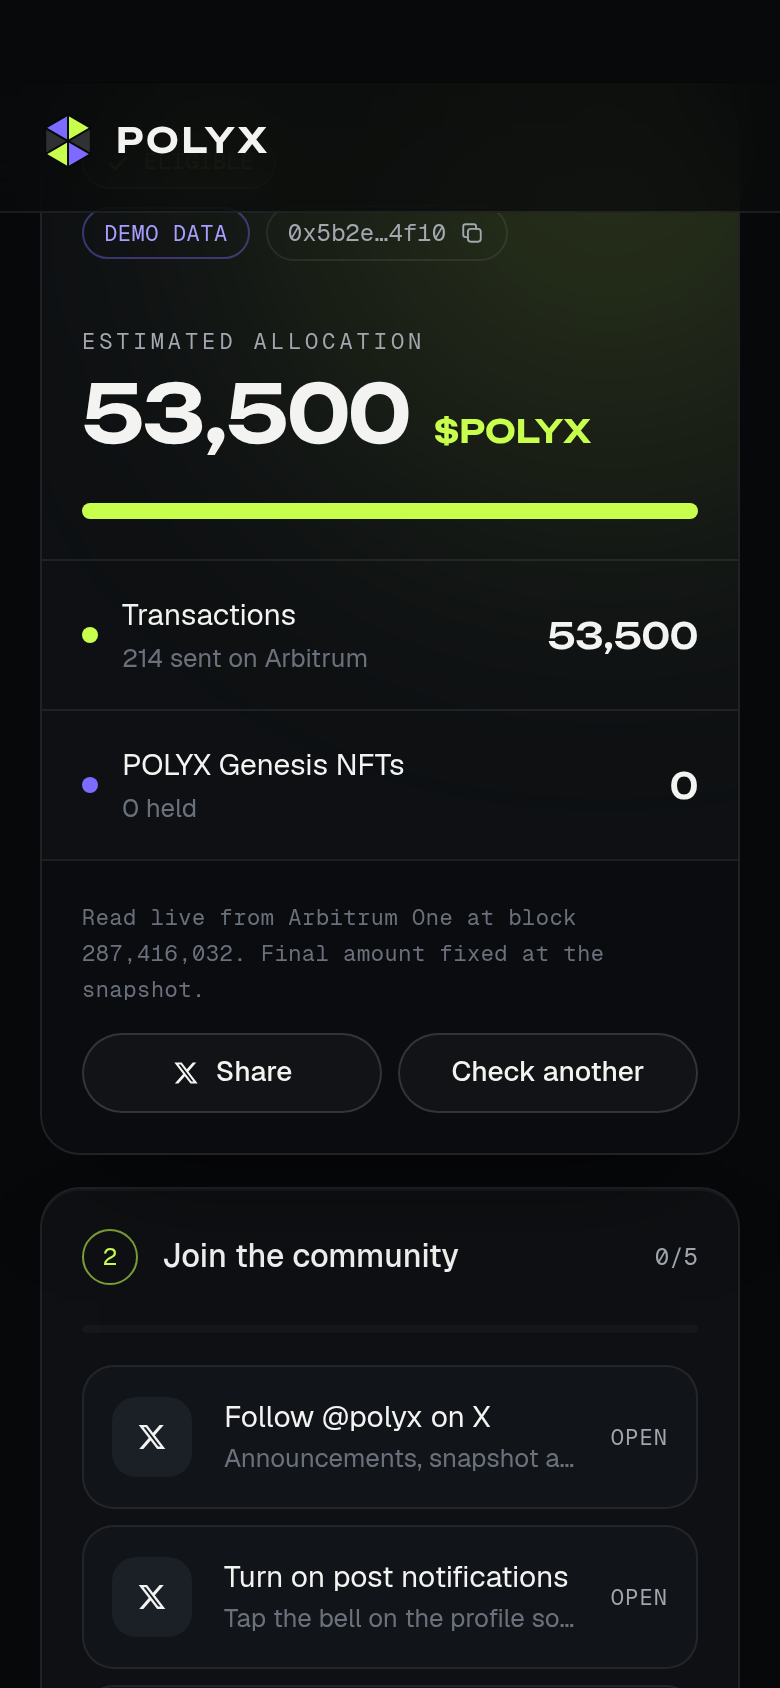 POLYX
ELIGIBLE
DEMO DATA
0x5b2e…4f10
ESTIMATED ALLOCATION
53,500 $POLYX
Transactions
53,500
214 sent on Arbitrum
POLYX Genesis NFTs
0
0 held
Read live from Arbitrum One at block
287,416,032. Final amount fixed at the
snapshot.
Share
Check another
2
Join the community
0/5
Follow @polyx on X
Announcements, snapshot a…
OPEN
Turn on post notifications
Tap the bell on the profile so…
OPEN